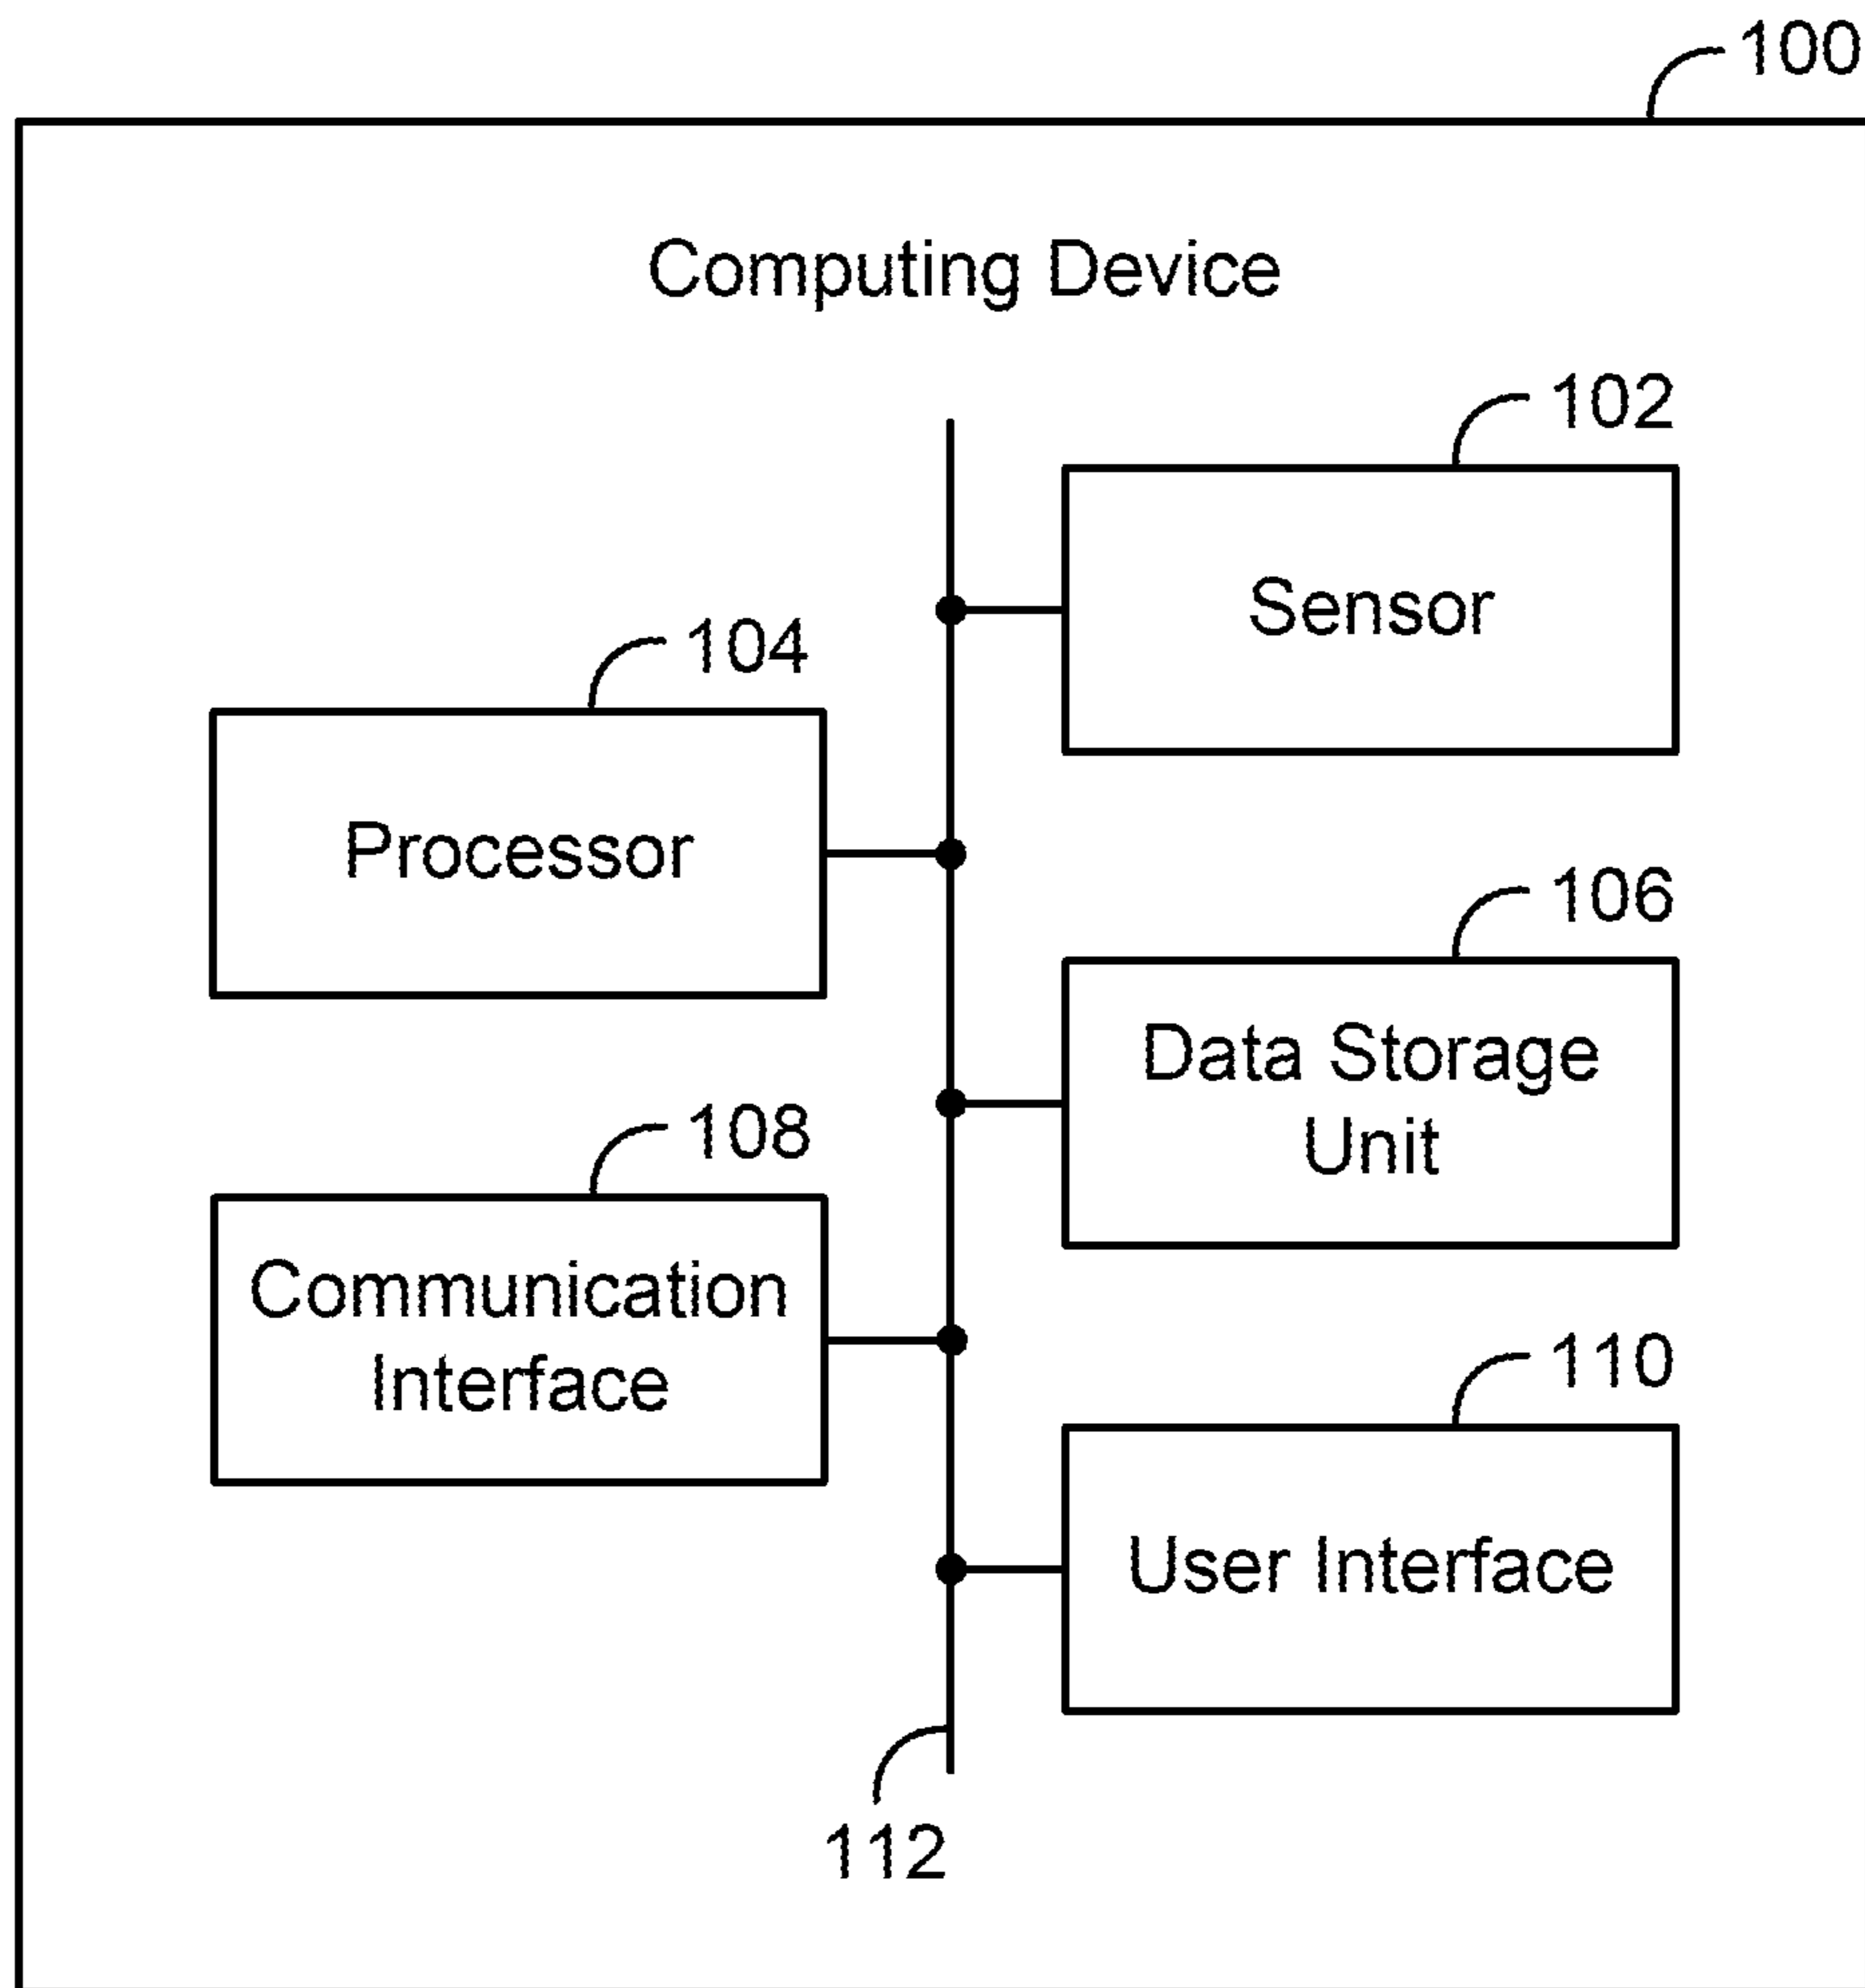 100
Computing Device
102
Sensor
104
Processor
106
Data Storage
Unit
108
Communication
Interface
110
User Interface
112